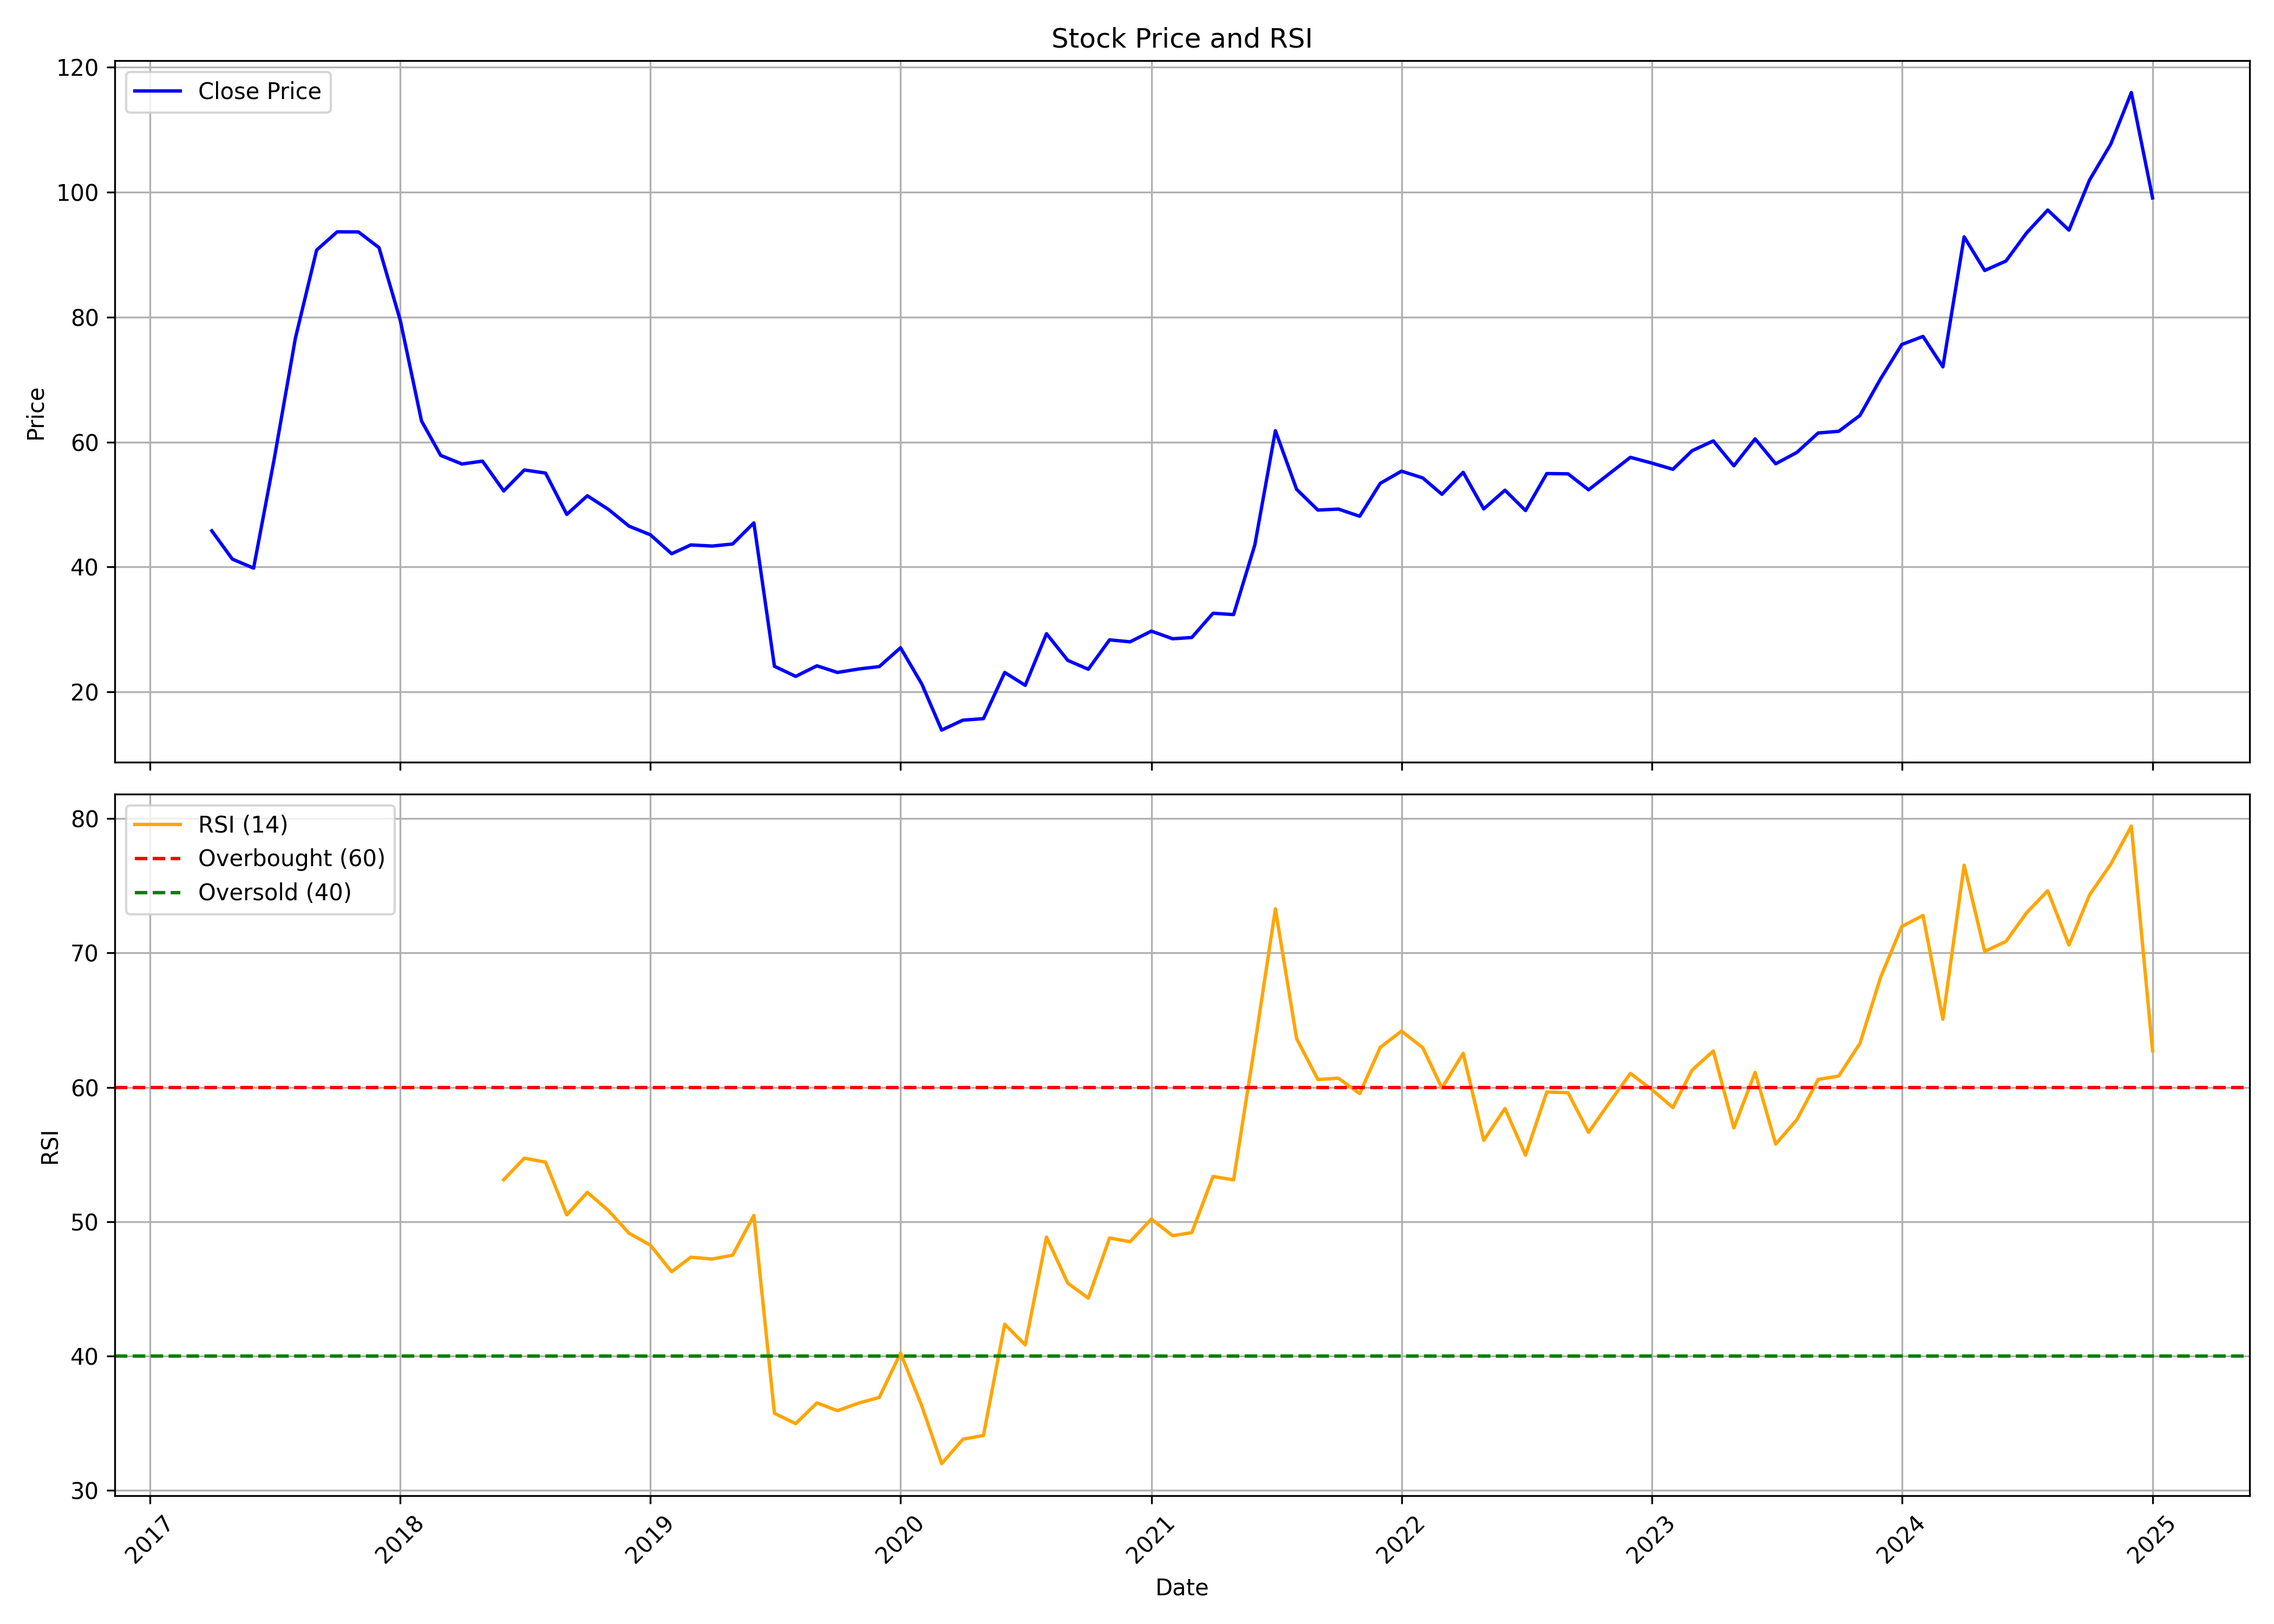 Stock Price and RSI
120
100
80
60
40
20
Price
Close Price
80
70
60
50
40
30
RSI
RSI (14)
Overbought (60)
Oversold (40)
2017
2018
2019
2020
2021
2022
2023
2024
2025
Date